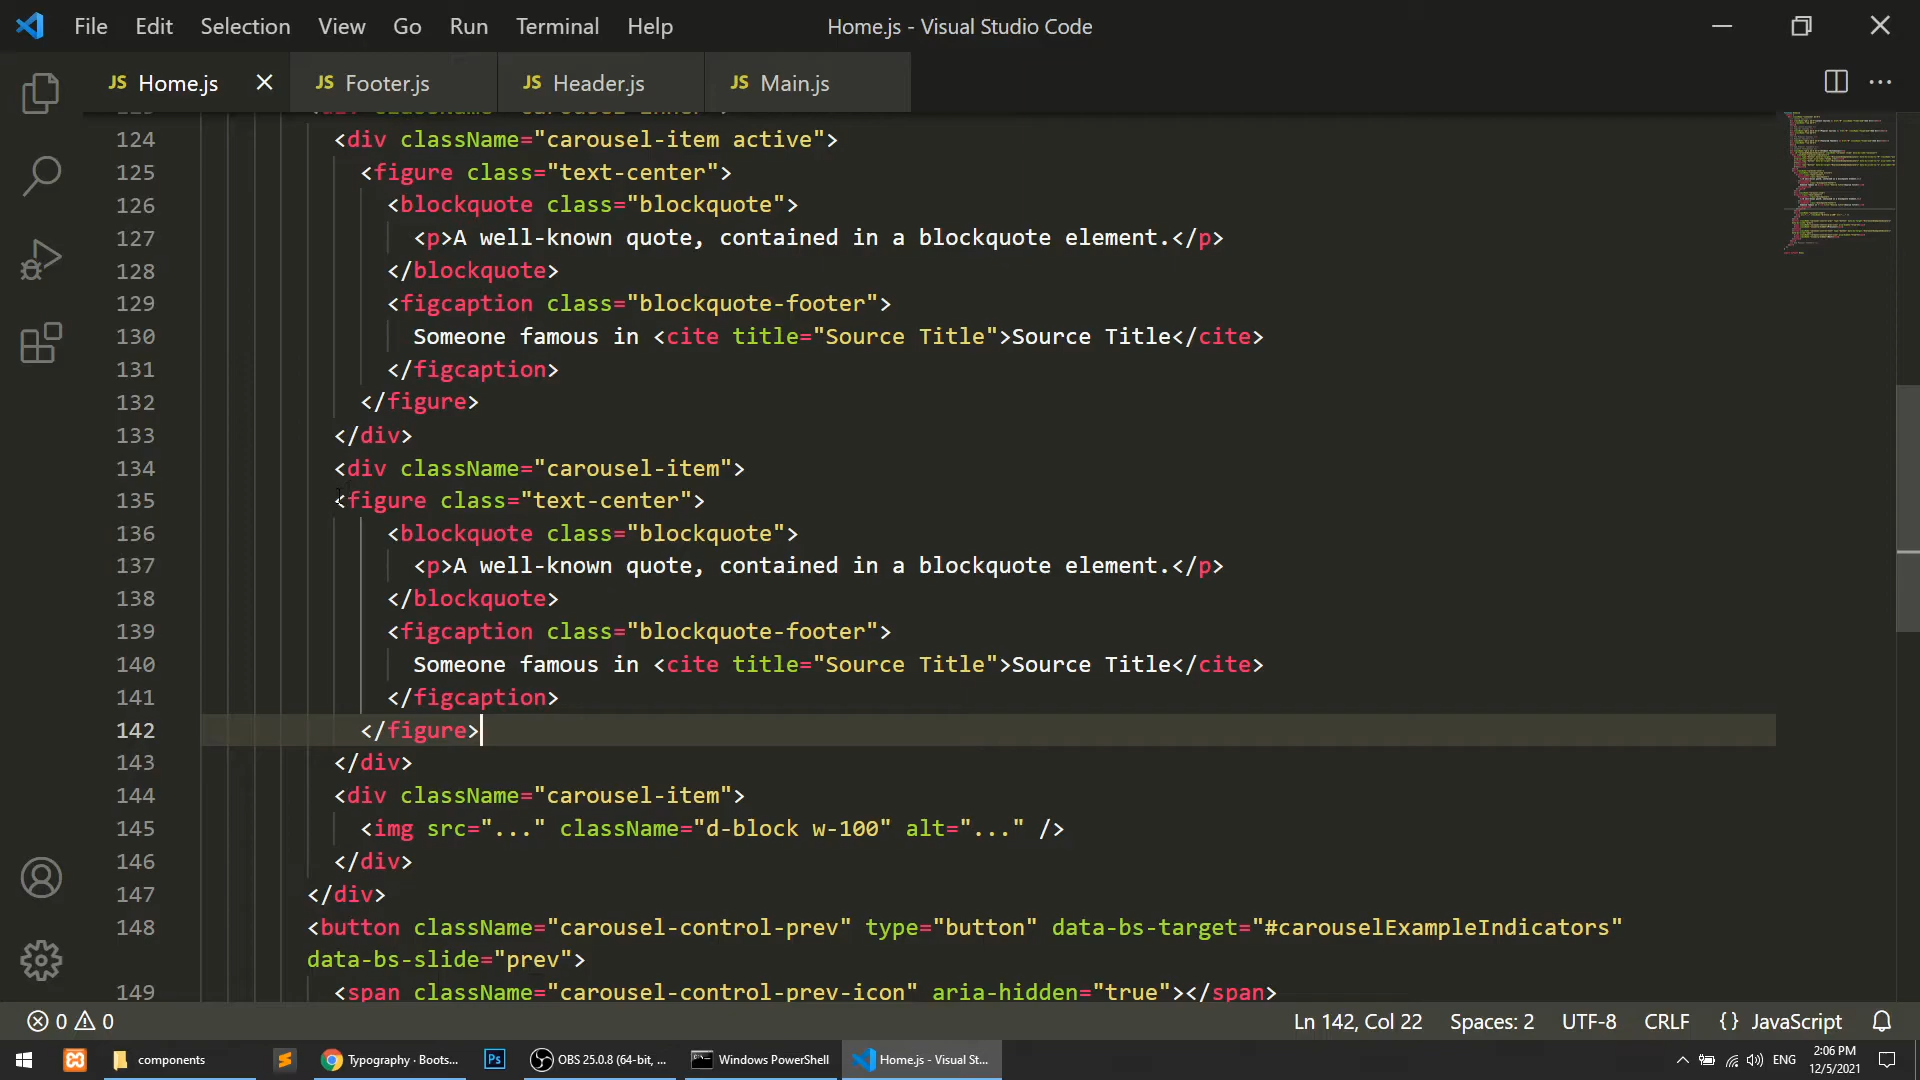 File Edit Selection View Go Run Terminal Help Home.js - Visual Studio Code
JS Home.js JS Footer.js JS Header.js JS Main.js
124 <div className="carousel-item active">
125 <figure class="text-center">
126 <blockquote class="blockquote">
127 <p>A well-known quote, contained in a blockquote element.</p>
128 </blockquote>
129 <figcaption class="blockquote-footer">
130 Someone famous in <cite title="Source Title">Source Title</cite>
131 </figcaption>
132 </figure>
133 </div>
134 <div className="carousel-item">
135 <figure class="text-center">
136 <blockquote class="blockquote">
137 <p>A well-known quote, contained in a blockquote element.</p>
138 </blockquote>
139 <figcaption class="blockquote-footer">
140 Someone famous in <cite title="Source Title">Source Title</cite>
141 </figcaption>
142 </figure>
143 </div>
144 <div className="carousel-item">
145 <img src="..." className="d-block w-100" alt="..." />
146 </div>
147 </div>
148 <button className="carousel-control-prev" type="button" data-bs-target="#carouselExampleIndicators"
data-bs-slide="prev">
149 <span className="carousel-control-prev-icon" aria-hidden="true"></span>
0 0 Ln 142, Col 22 Spaces: 2 UTF-8 CRLF {} JavaScript
components Typography · Boots... Ps OBS 25.0.8 (64-bit, ... Windows PowerShell Home.js - Visual St... ENG 2:06 PM
12/5/2021